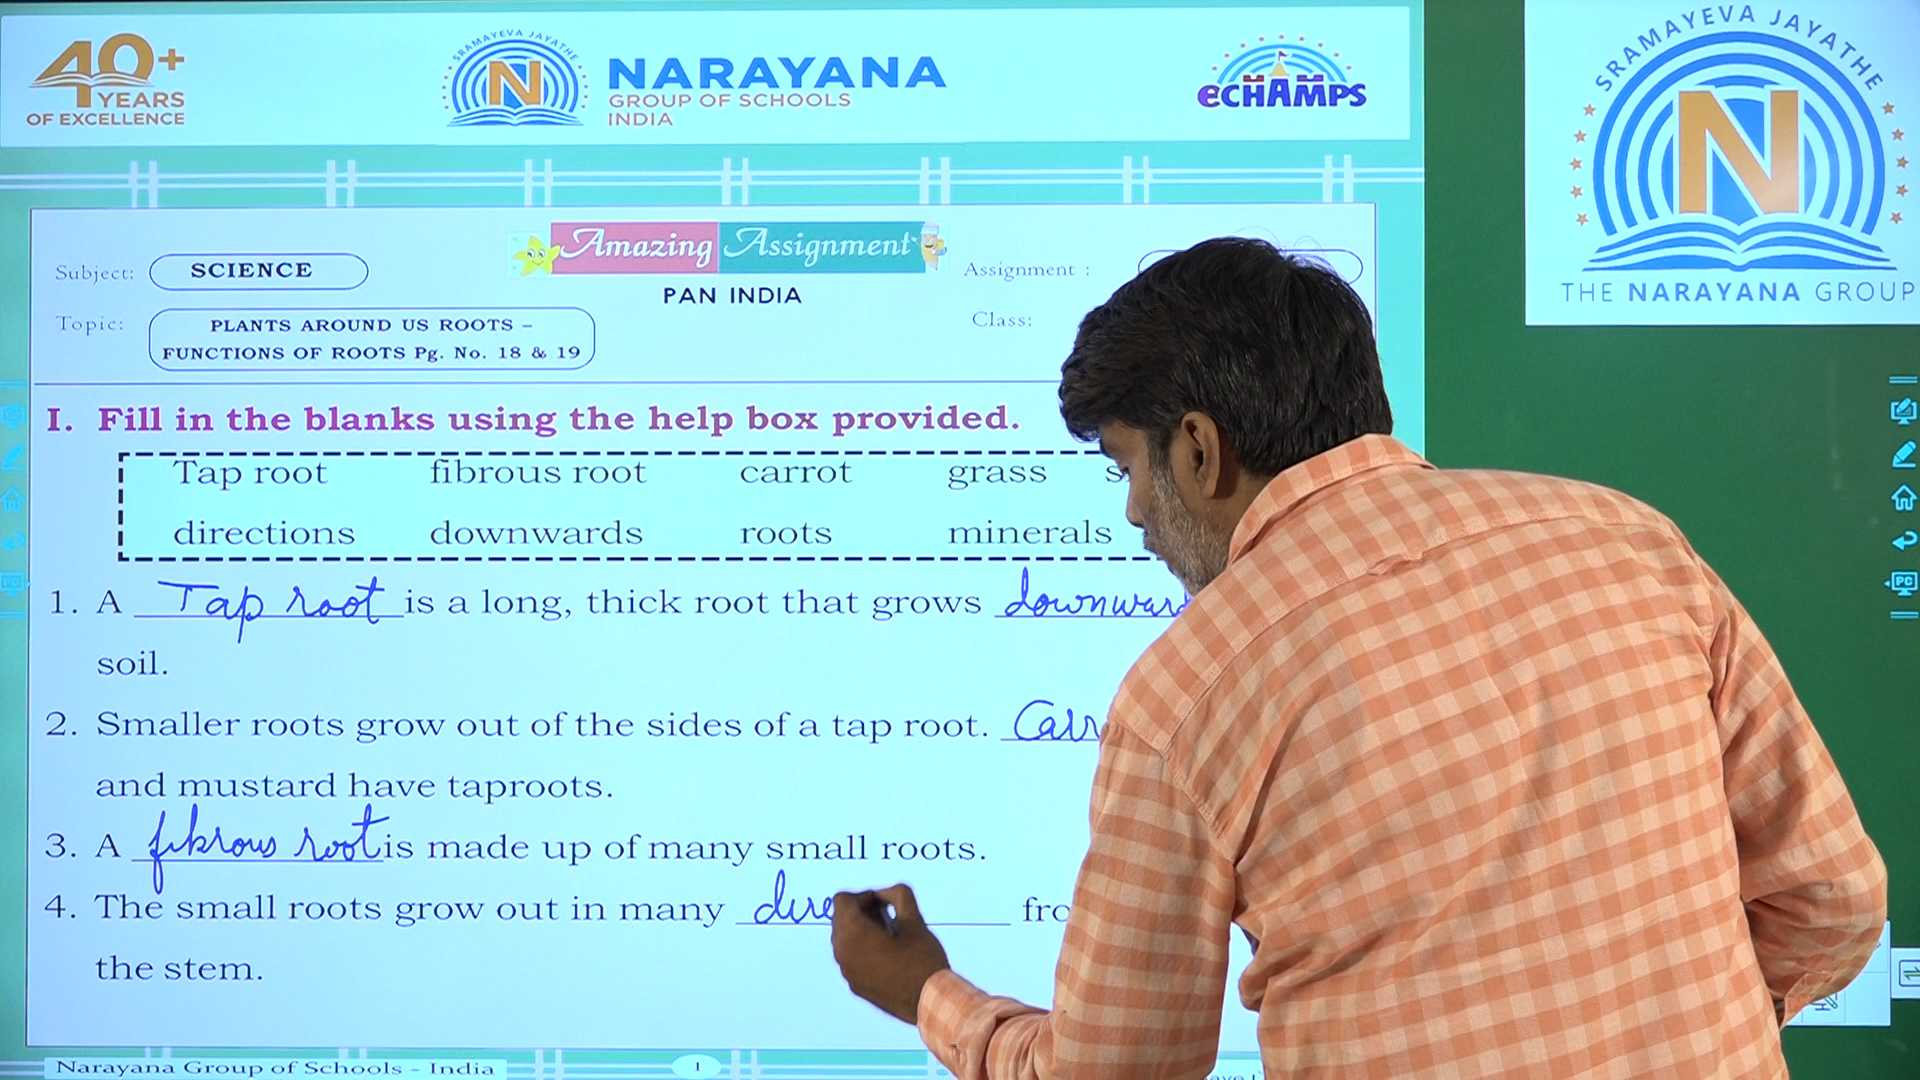 40+
YEARS
OF EXCELLENCE
SRAMAYEVA JAYATHE
N
NARAYANA
GROUP OF SCHOOLS
INDIA
eCHAMPS
SRAMAYEVA JAYATHE
N
THE NARAYANA GROUP
Subject: SCIENCE
Amazing Assignment
PAN INDIA
Assignment :
Topic: PLANTS AROUND US ROOTS –
FUNCTIONS OF ROOTS Pg. No. 18 & 19
Class:
I. Fill in the blanks using the help box provided.
Tap root fibrous root carrot grass
directions downwards roots minerals
1. A Tap root is a long, thick root that grows downward
soil.
2. Smaller roots grow out of the sides of a tap root. Carr
and mustard have taproots.
3. A fibrous root is made up of many small roots.
4. The small roots grow out in many dire fro
the stem.
Narayana Group of Schools - India
1
PC